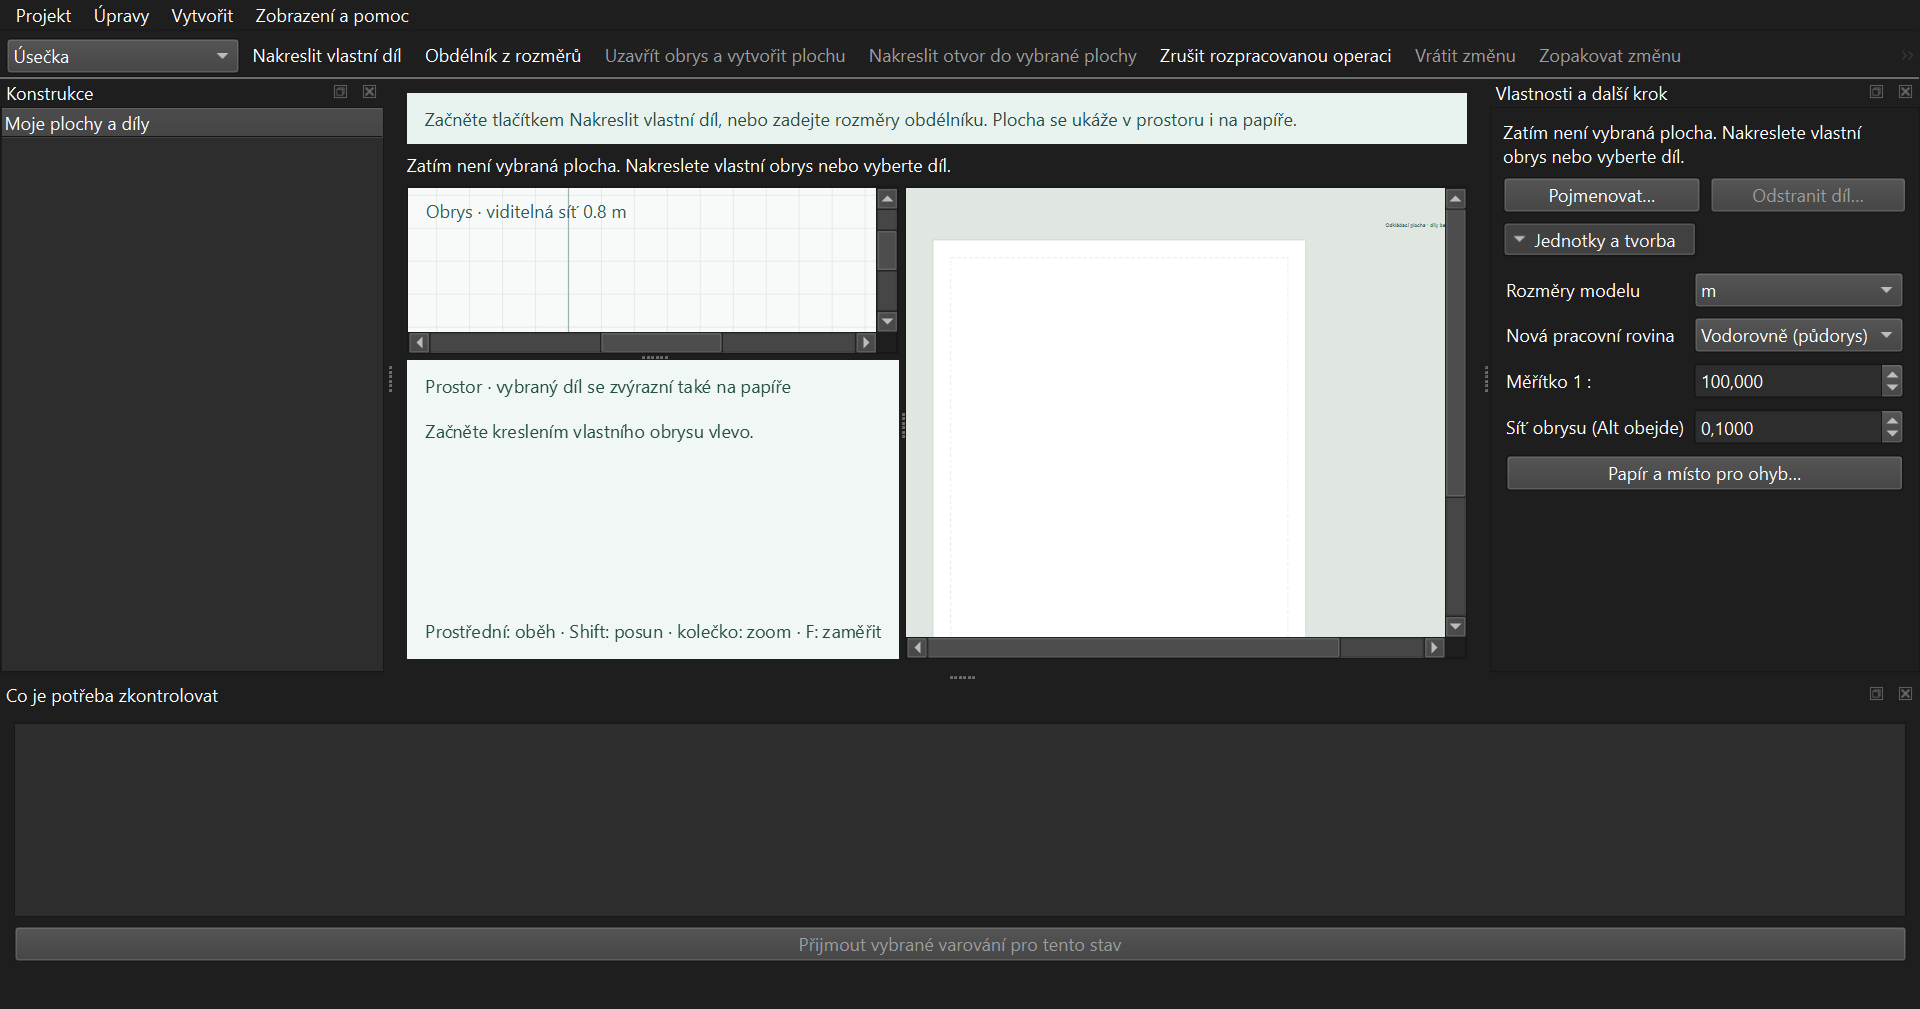 Projekt Úpravy Vytvořit Zobrazení a pomoc
Úsečka Nakreslit vlastní díl Obdélník z rozměrů Uzavřít obrys a vytvořit plochu Nakreslit otvor do vybrané plochy Zrušit rozpracovanou operaci Vrátit změnu Zopakovat změnu
Konstrukce
Moje plochy a díly
Začněte tlačítkem Nakreslit vlastní díl, nebo zadejte rozměry obdélníku. Plocha se ukáže v prostoru i na papíře.
Zatím není vybraná plocha. Nakreslete vlastní obrys nebo vyberte díl.
Obrys · viditelná síť 0.8 m
Prostor · vybraný díl se zvýrazní také na papíře
Začněte kreslením vlastního obrysu vlevo.
Prostřední: oběh · Shift: posun · kolečko: zoom · F: zaměřit
Odkládací plocha · díly
Vlastnosti a další krok
Zatím není vybraná plocha. Nakreslete vlastní
obrys nebo vyberte díl.
Pojmenovat... Odstranit díl...
Jednotky a tvorba
Rozměry modelu m
Nová pracovní rovina Vodorovně (půdorys)
Měřítko 1 : 100,000
Síť obrysu (Alt obejde) 0,1000
Papír a místo pro ohyb...
Co je potřeba zkontrolovat
Přijmout vybrané varování pro tento stav